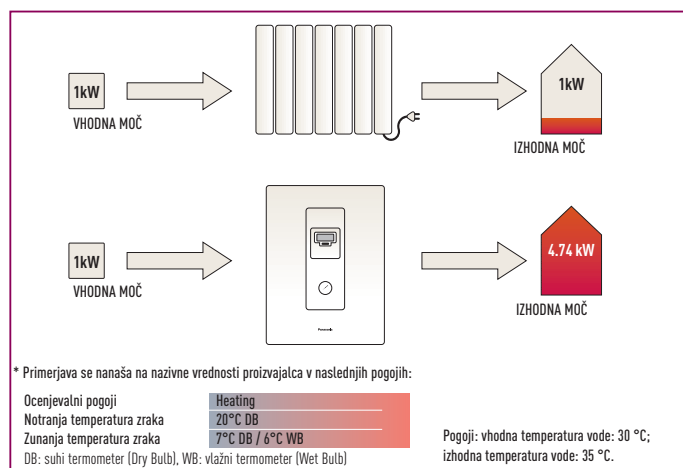 1kW
VHODNA MOČ
1kW
IZHODNA MOČ
1kW
VHODNA MOČ
Panasonic
4.74 kW
IZHODNA MOČ
* Primerjava se nanaša na nazivne vrednosti proizvajalca v naslednjih pogojih:
Ocenjevalni pogoji Heating
Notranja temperatura zraka 20°C DB
Zunanja temperatura zraka 7°C DB / 6°C WB
DB: suhi termometer (Dry Bulb), WB: vlažni termometer (Wet Bulb)
Pogoji: vhodna temperatura vode: 30 °C;
izhodna temperatura vode: 35 °C.